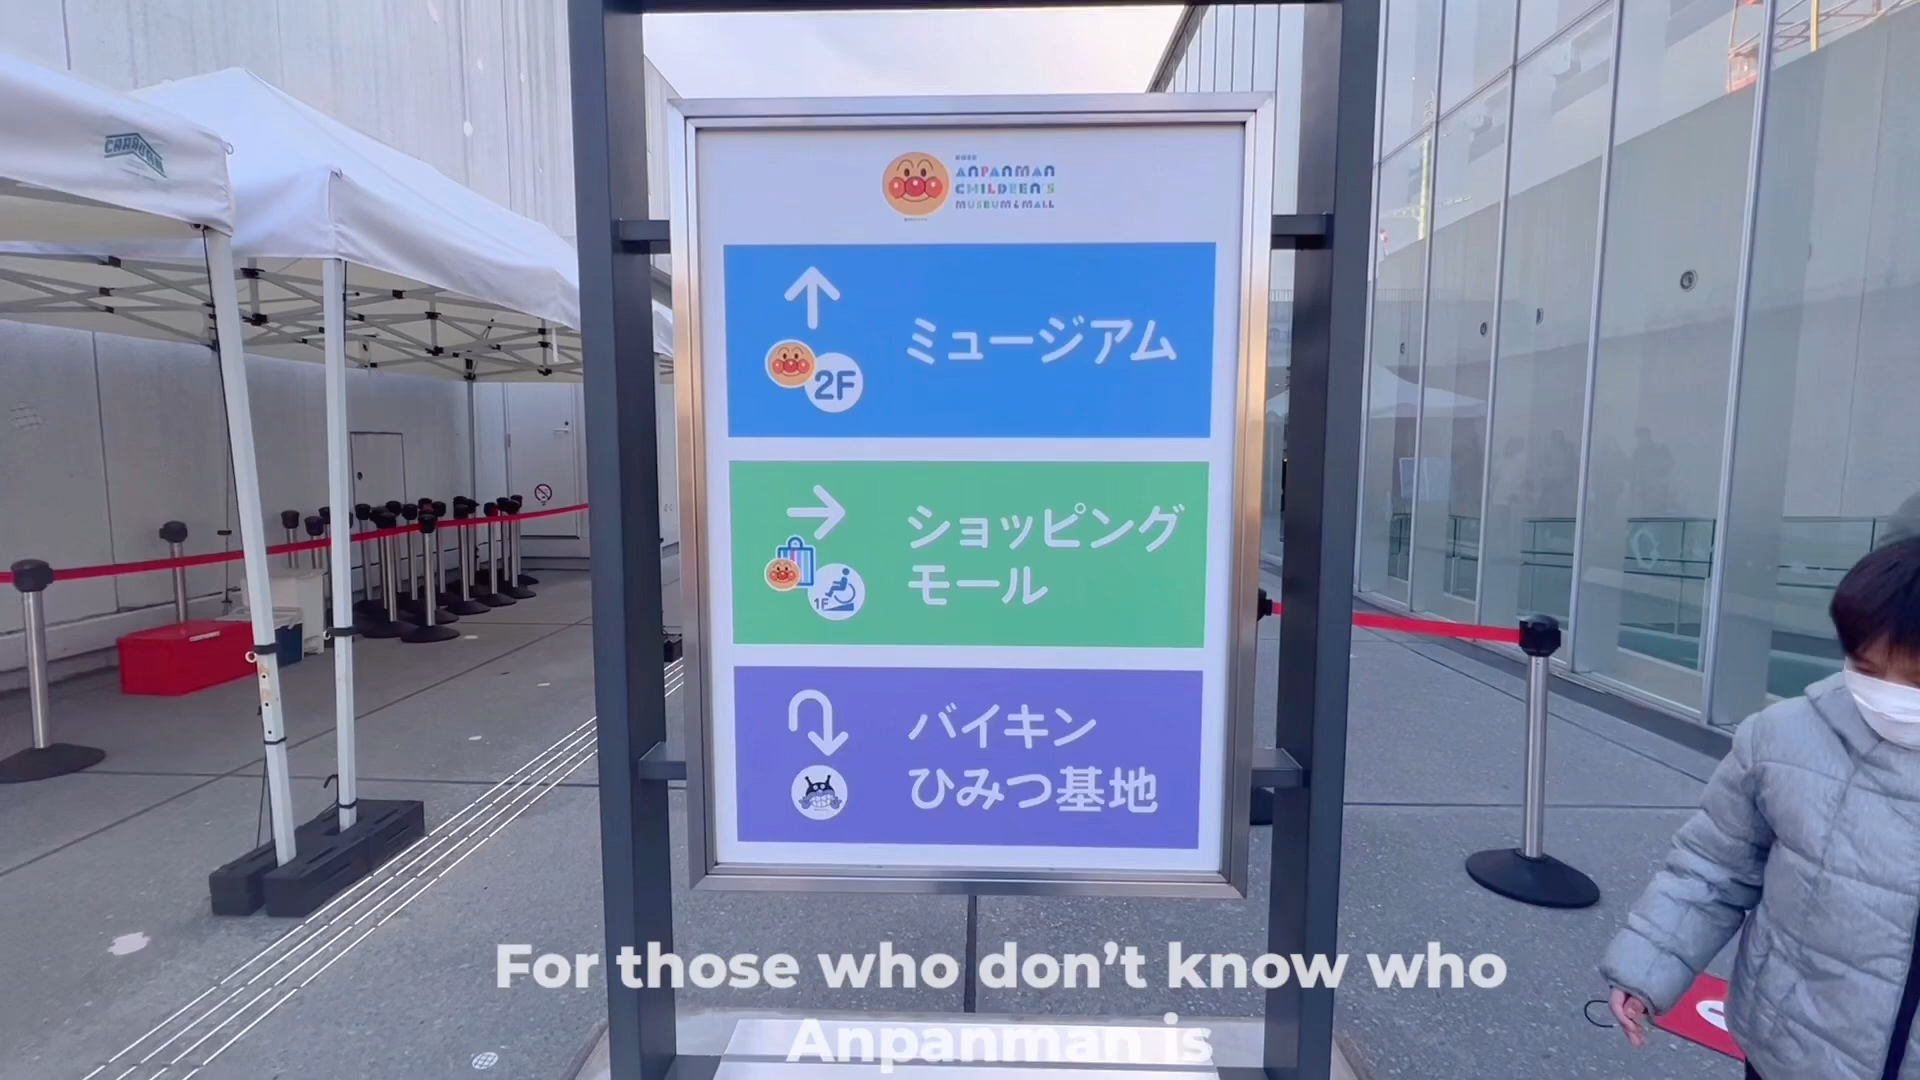 CARAVAN
ANPANMAN
CHILDREN'S
MUSEUM & MALL
2F
ミュージアム
1F
ショッピング
モール
バイキン
ひみつ基地
For those who don't know who
Anpanman is